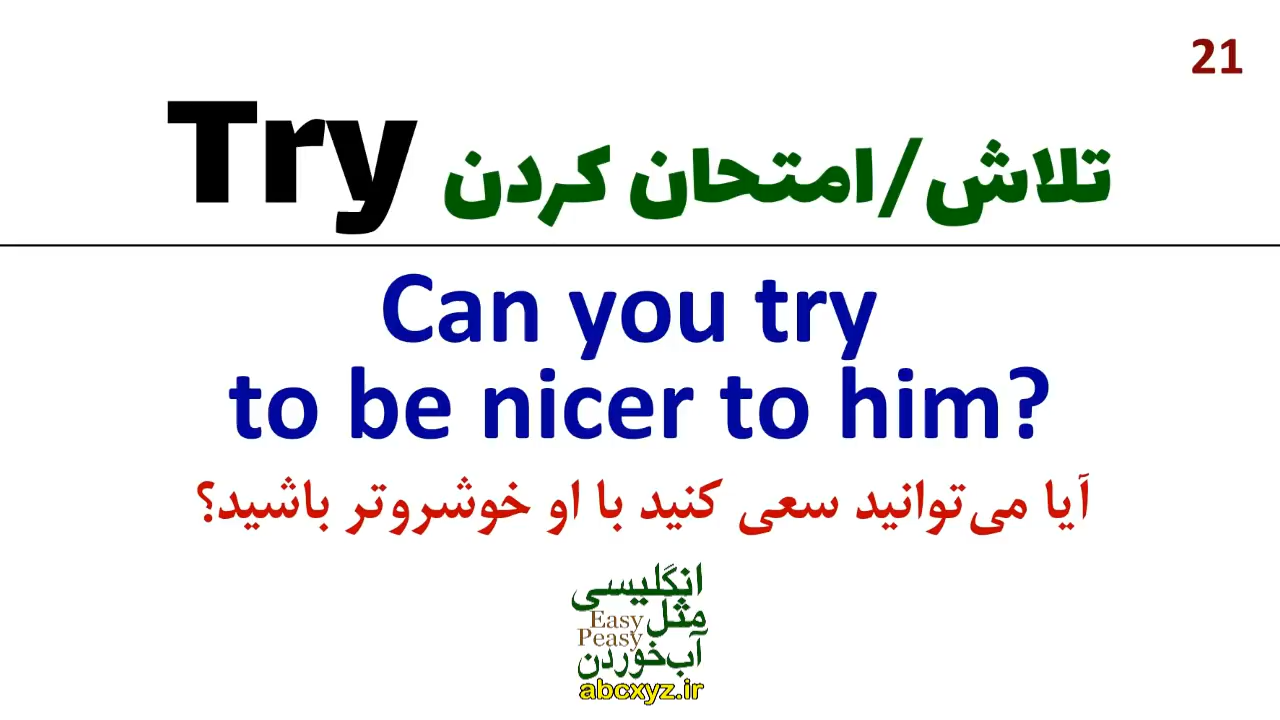 21
Try تلاش/امتحان کردن
Can you try
to be nicer to him?
آیا می‌توانید سعی کنید با او خوشروتر باشید؟
انگلیسی
مثل
Easy
Peasy
آب‌خوردن
abcxyz.ir